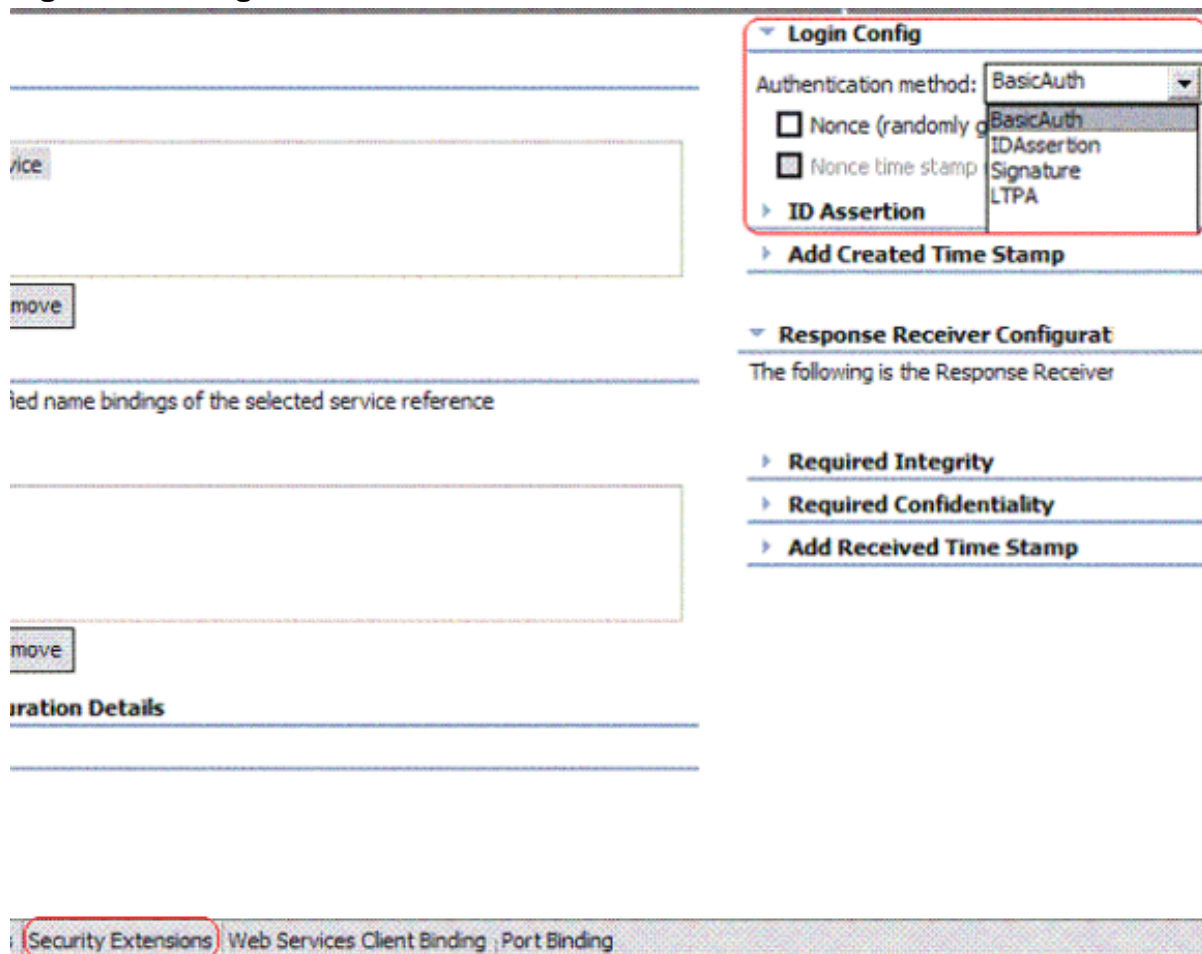 Login Config
Authentication method: BasicAuth
Nonce (randomly g
BasicAuth
IDAssertion
Nonce time stamp
Signature
LTPA
ID Assertion
Add Created Time Stamp
Response Receiver Configurat
The following is the Response Receiver
Required Integrity
Required Confidentiality
Add Received Time Stamp
vice
move
ied name bindings of the selected service reference
move
uration Details
Security Extensions Web Services Client Binding Port Binding